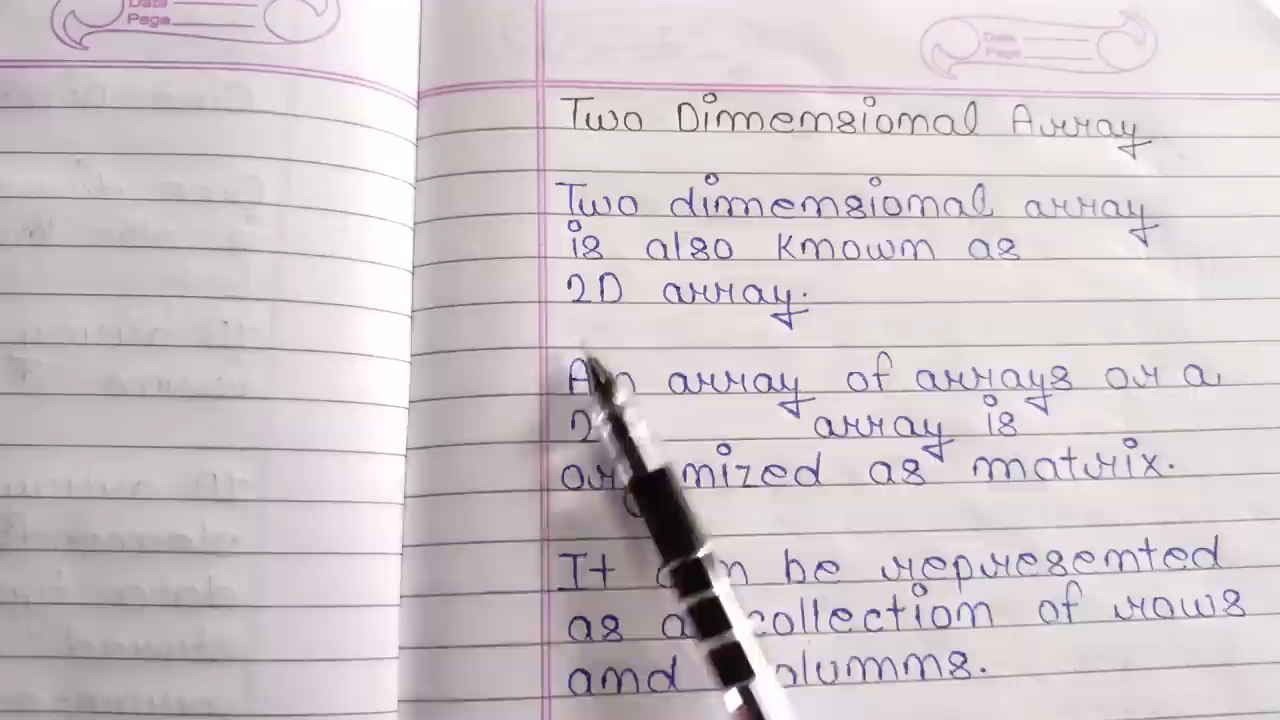 Date
Page
Date
Page
Two Dimensional Array
Two dimensional array
is also known as
2D array.
An array of arrays or a
array is
as matrix.
It be represented
as a collection of rows
and